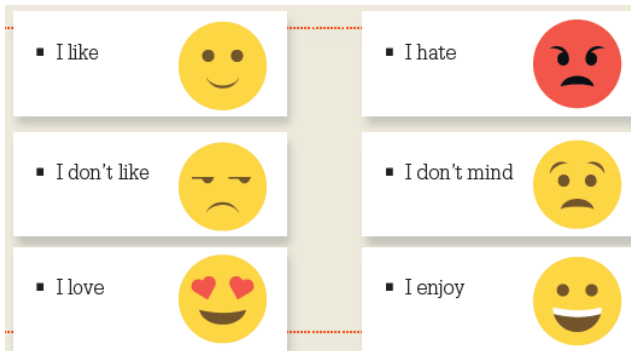 ▪ I like
▪ I hate
▪ I don't like
▪ I don't mind
▪ I love
▪ I enjoy